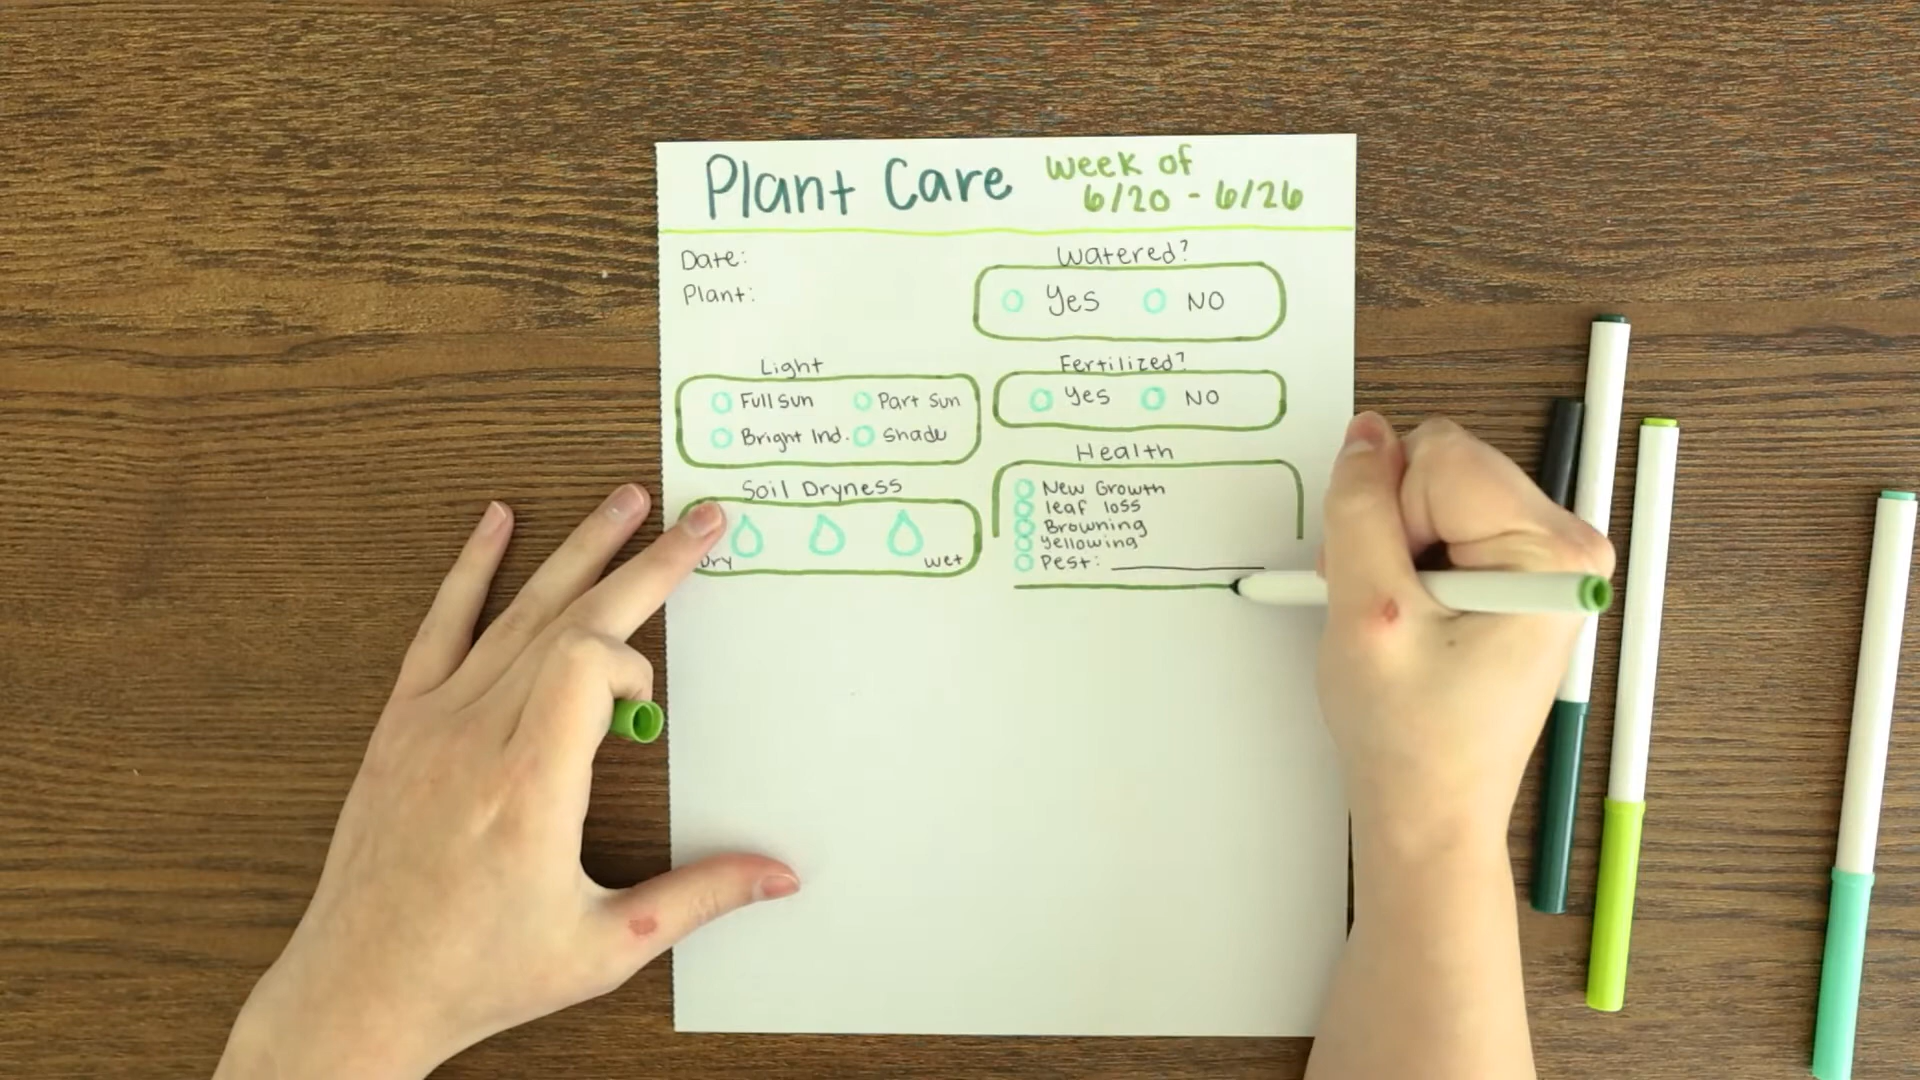 Plant Care
Week of
6/20 - 6/26
Date:
Plant:
Watered?
Yes NO
Light
Full Sun Part Sun
Bright Ind. Shade
Fertilized?
Yes NO
Soil Dryness
Dry wet
Health
New Growth
leaf loss
Browning
Yellowing
Pest: